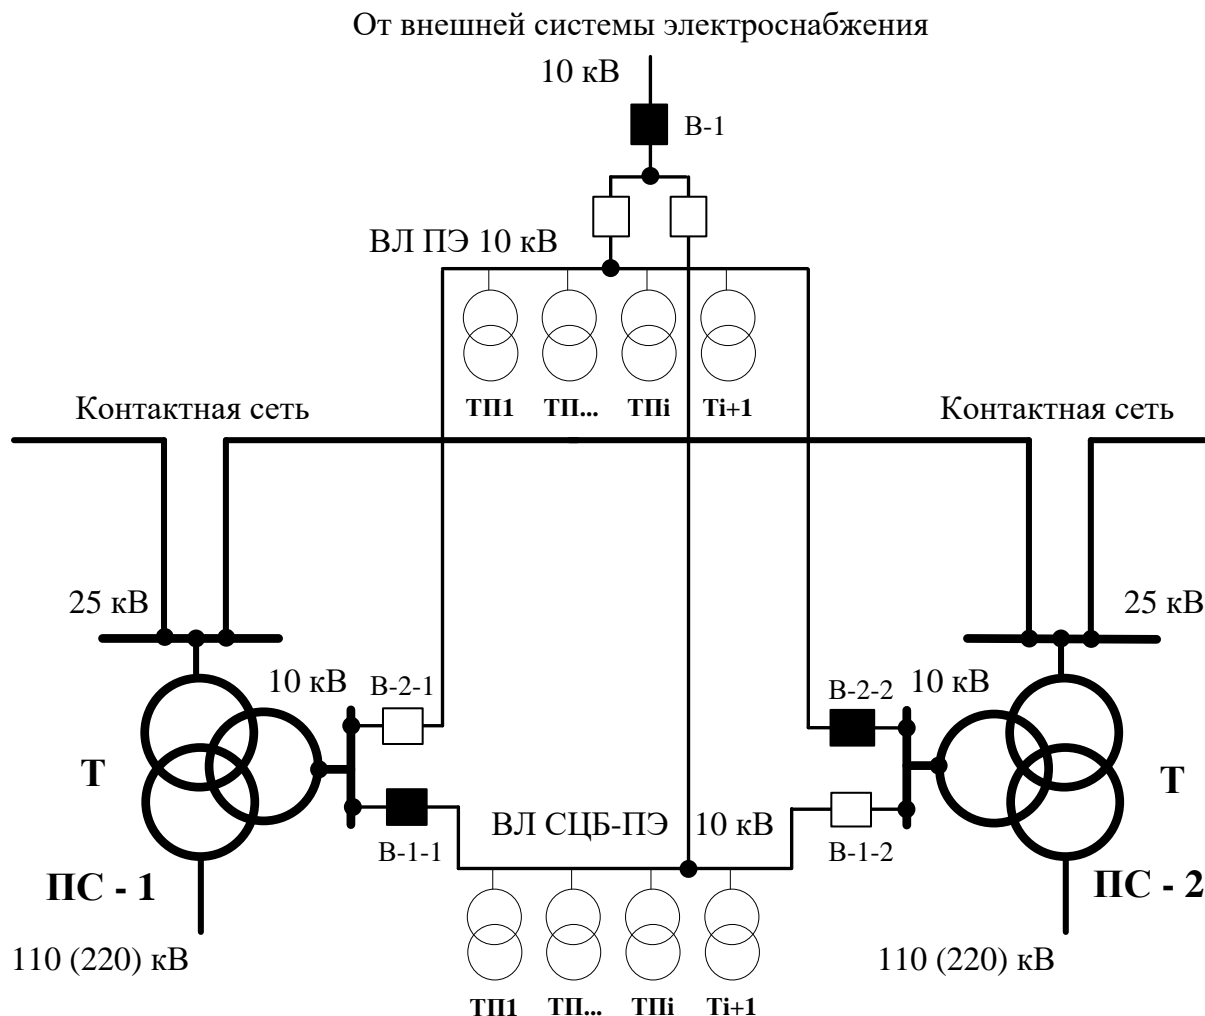 От внешней системы электроснабжения
10 кВ
В-1
ВЛ ПЭ 10 кВ
ТП1 ТП... ТПi Тi+1
Контактная сеть
Контактная сеть
25 кВ
25 кВ
10 кВ
В-2-1
В-2-2
10 кВ
Т
Т
ВЛ СЦБ-ПЭ 10 кВ
В-1-1
В-1-2
ПС - 1
ПС - 2
110 (220) кВ
110 (220) кВ
ТП1 ТП... ТПi Тi+1